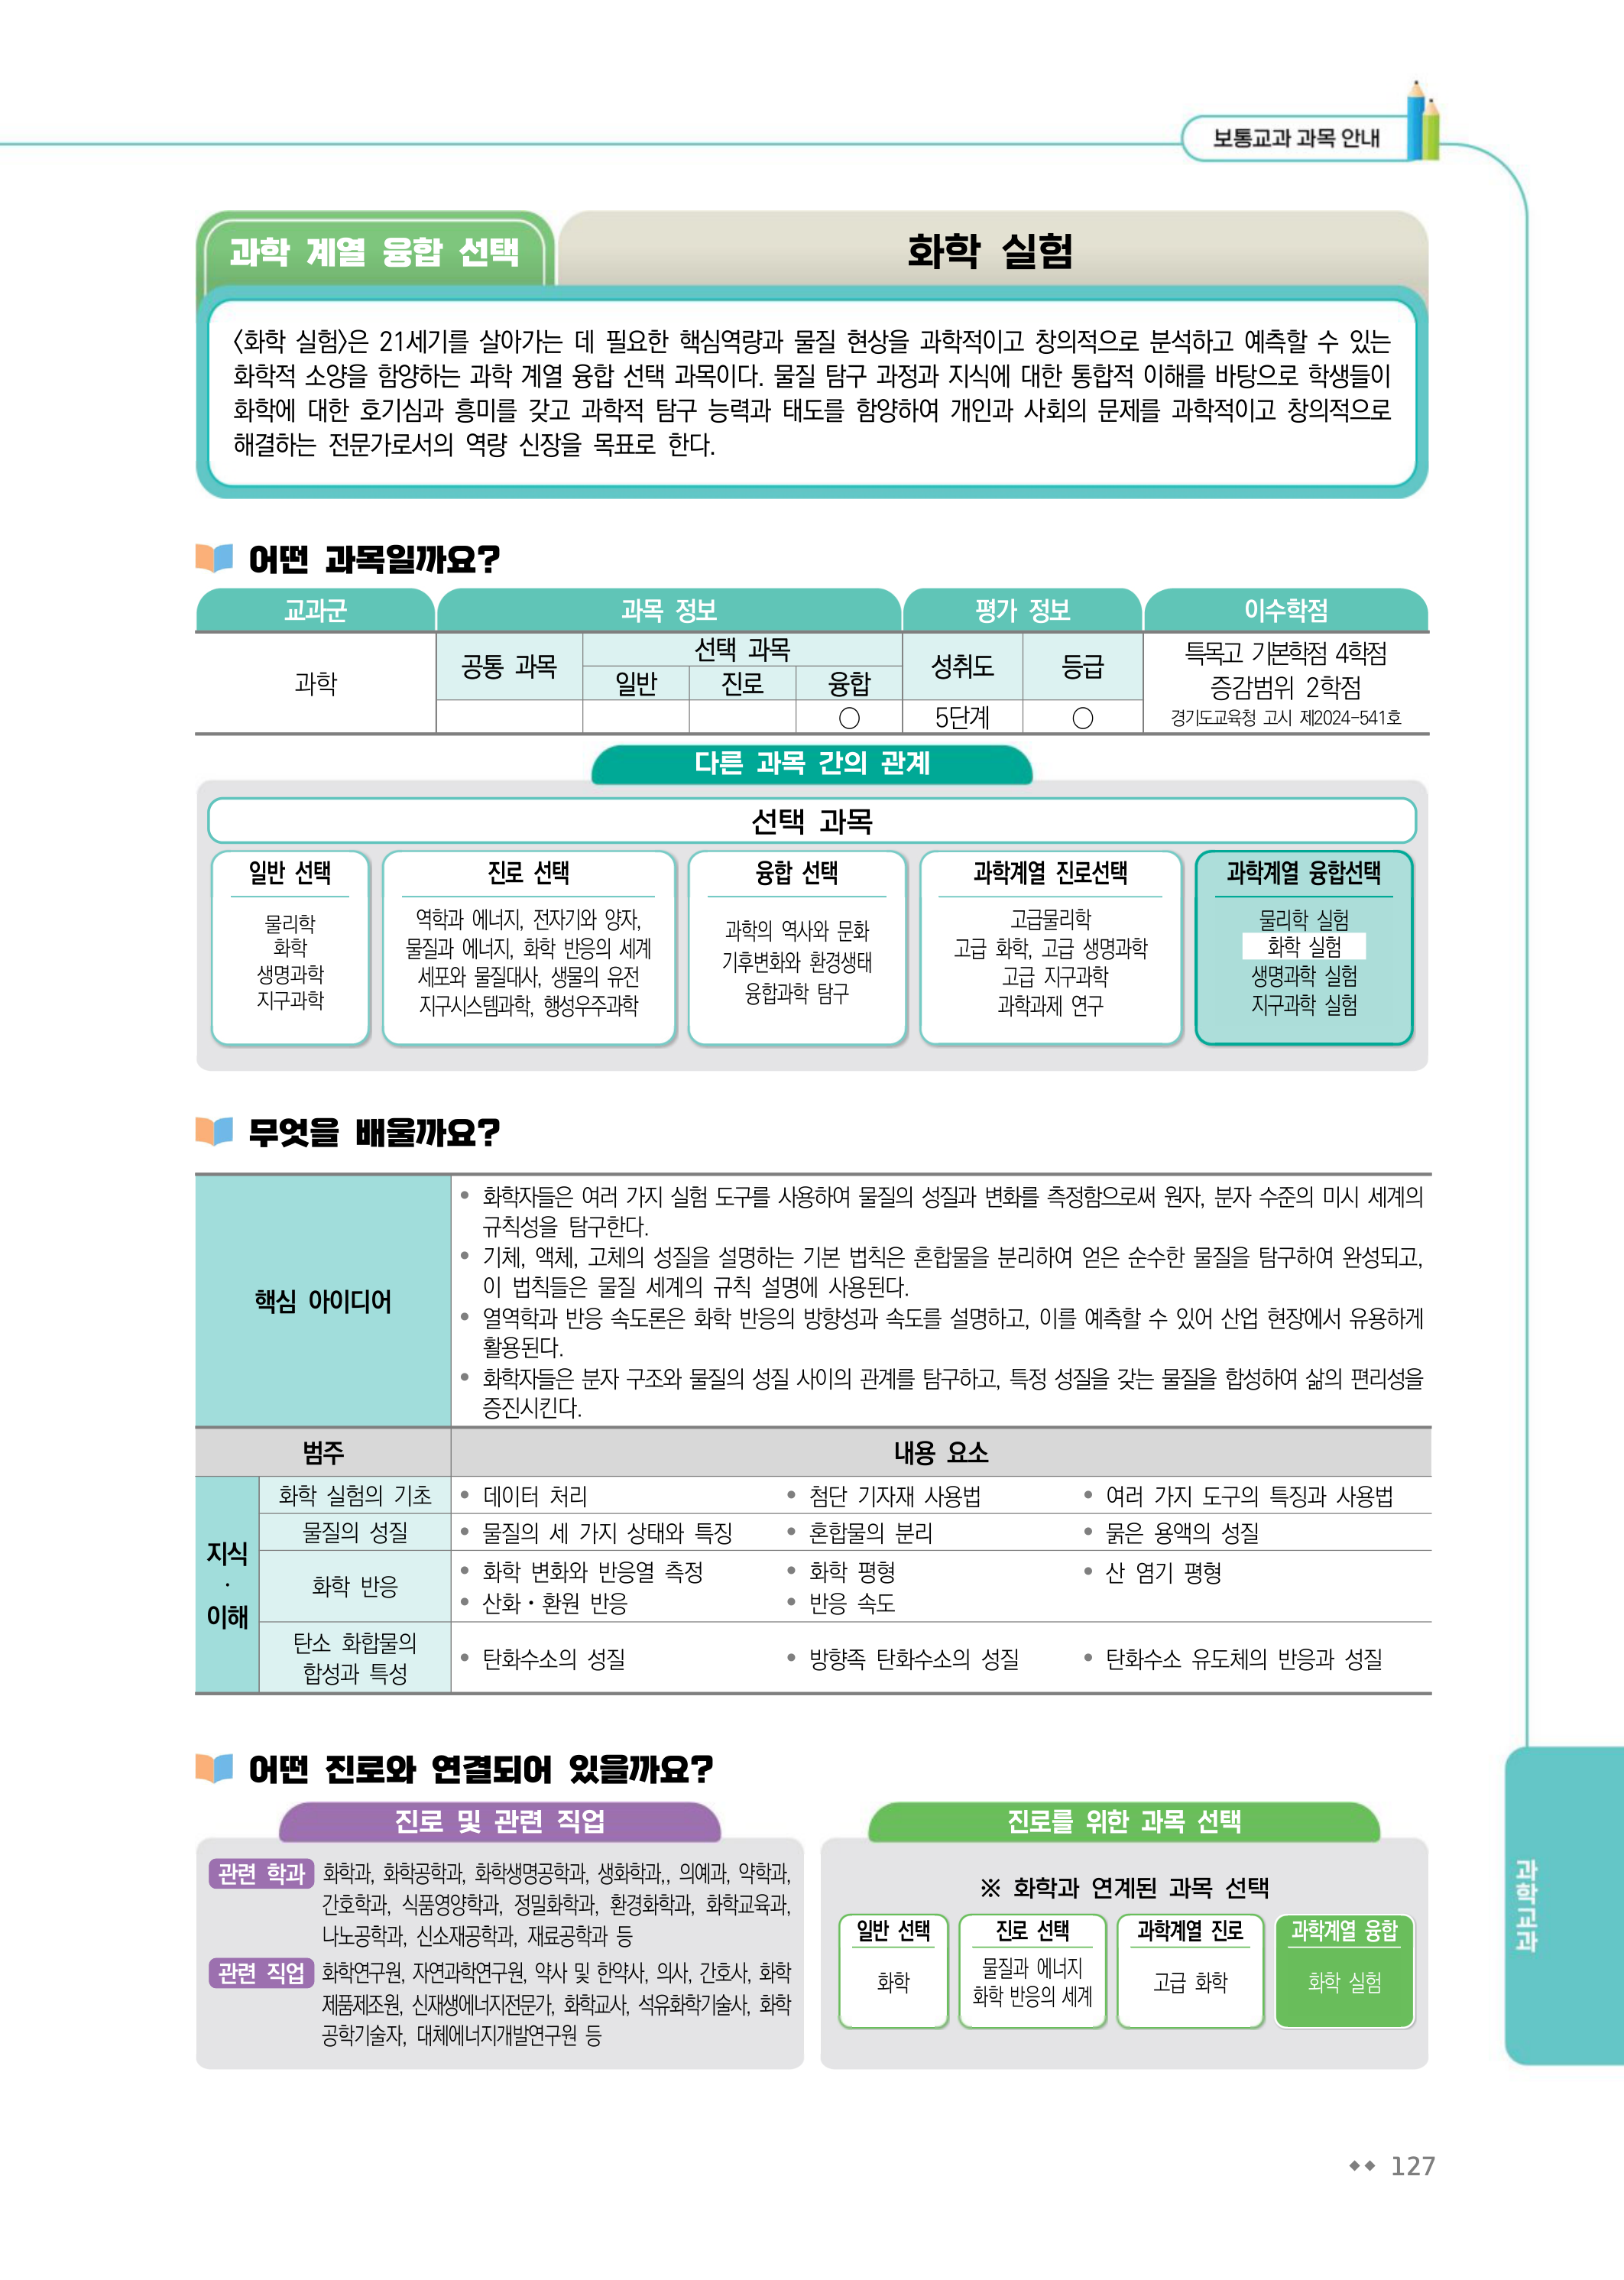 보통교과 과목 안내
과학 계열 융합 선택
화학 실험
〈화학 실험〉은 21세기를 살아가는 데 필요한 핵심역량과 물질 현상을 과학적이고 창의적으로 분석하고 예측할 수 있는
화학적 소양을 함양하는 과학 계열 융합 선택 과목이다. 물질 탐구 과정과 지식에 대한 통합적 이해를 바탕으로 학생들이
화학에 대한 호기심과 흥미를 갖고 과학적 탐구 능력과 태도를 함양하여 개인과 사회의 문제를 과학적이고 창의적으로
해결하는 전문가로서의 역량 신장을 목표로 한다.
어떤 과목일까요?
교과군 과목 정보 평가 정보 이수학점
과학
공통 과목
선택 과목
일반 진로 융합
성취도 등급
○ 5단계 ○
특목고 기본학점 4학점
증감범위 2학점
경기도교육청 고시 제2024-541호
다른 과목 간의 관계
선택 과목
일반 선택
물리학
화학
생명과학
지구과학
진로 선택
역학과 에너지, 전자기와 양자,
물질과 에너지, 화학 반응의 세계
세포와 물질대사, 생물의 유전
지구시스템과학, 행성우주과학
융합 선택
과학의 역사와 문화
기후변화와 환경생태
융합과학 탐구
과학계열 진로선택
고급물리학
고급 화학, 고급 생명과학
고급 지구과학
과학과제 연구
과학계열 융합선택
물리학 실험
화학 실험
생명과학 실험
지구과학 실험
무엇을 배울까요?
핵심 아이디어
• 화학자들은 여러 가지 실험 도구를 사용하여 물질의 성질과 변화를 측정함으로써 원자, 분자 수준의 미시 세계의
규칙성을 탐구한다.
• 기체, 액체, 고체의 성질을 설명하는 기본 법칙은 혼합물을 분리하여 얻은 순수한 물질을 탐구하여 완성되고,
이 법칙들은 물질 세계의 규칙 설명에 사용된다.
• 열역학과 반응 속도론은 화학 반응의 방향성과 속도를 설명하고, 이를 예측할 수 있어 산업 현장에서 유용하게
활용된다.
• 화학자들은 분자 구조와 물질의 성질 사이의 관계를 탐구하고, 특정 성질을 갖는 물질을 합성하여 삶의 편리성을
증진시킨다.
범주 내용 요소
지식
·
이해
화학 실험의 기초 • 데이터 처리 • 첨단 기자재 사용법 • 여러 가지 도구의 특징과 사용법
물질의 성질 • 물질의 세 가지 상태와 특징 • 혼합물의 분리 • 묽은 용액의 성질
화학 반응
• 화학 변화와 반응열 측정 • 화학 평형 • 산 염기 평형
• 산화・환원 반응 • 반응 속도
탄소 화합물의
합성과 특성
• 탄화수소의 성질 • 방향족 탄화수소의 성질 • 탄화수소 유도체의 반응과 성질
어떤 진로와 연결되어 있을까요?
진로 및 관련 직업
관련 학과 화학과, 화학공학과, 화학생명공학과, 생화학과,, 의예과, 약학과,
간호학과, 식품영양학과, 정밀화학과, 환경화학과, 화학교육과,
나노공학과, 신소재공학과, 재료공학과 등
관련 직업 화학연구원, 자연과학연구원, 약사 및 한약사, 의사, 간호사, 화학
제품제조원, 신재생에너지전문가, 화학교사, 석유화학기술사, 화학
공학기술자, 대체에너지개발연구원 등
진로를 위한 과목 선택
※ 화학과 연계된 과목 선택
일반 선택
화학
진로 선택
물질과 에너지
화학 반응의 세계
과학계열 진로
고급 화학
과학계열 융합
화학 실험
과학교과
◆◆ 127